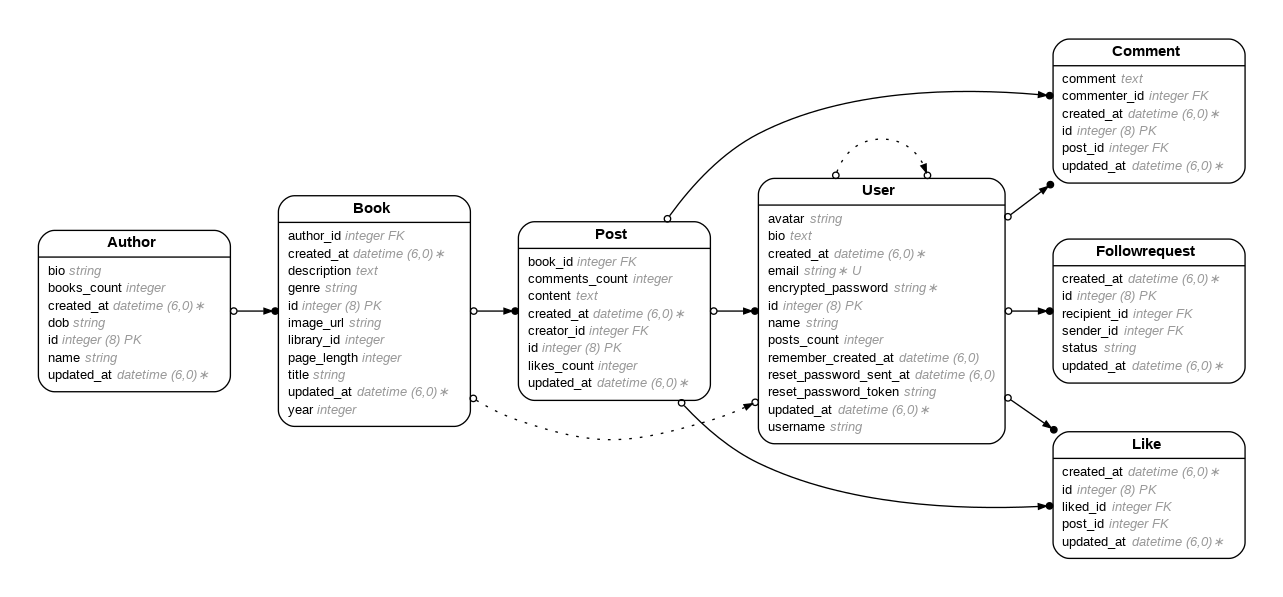 Author
bio string
books_count integer
created_at datetime (6,0)∗
dob string
id integer (8) PK
name string
updated_at datetime (6,0)∗
Book
author_id integer FK
created_at datetime (6,0)∗
description text
genre string
id integer (8) PK
image_url string
library_id integer
page_length integer
title string
updated_at datetime (6,0)∗
year integer
Post
book_id integer FK
comments_count integer
content text
created_at datetime (6,0)∗
creator_id integer FK
id integer (8) PK
likes_count integer
updated_at datetime (6,0)∗
User
avatar string
bio text
created_at datetime (6,0)∗
email string∗ U
encrypted_password string∗
id integer (8) PK
name string
posts_count integer
remember_created_at datetime (6,0)
reset_password_sent_at datetime (6,0)
reset_password_token string
updated_at datetime (6,0)∗
username string
Comment
comment text
commenter_id integer FK
created_at datetime (6,0)∗
id integer (8) PK
post_id integer FK
updated_at datetime (6,0)∗
Followrequest
created_at datetime (6,0)∗
id integer (8) PK
recipient_id integer FK
sender_id integer FK
status string
updated_at datetime (6,0)∗
Like
created_at datetime (6,0)∗
id integer (8) PK
liked_id integer FK
post_id integer FK
updated_at datetime (6,0)∗